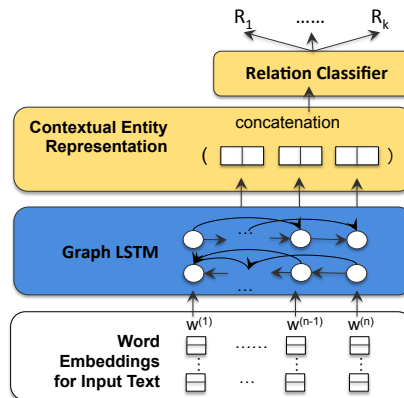 R1 ...... Rk
Relation Classifier
Contextual Entity
Representation
concatenation
( )
Graph LSTM
...
...
w(1) w(n-1) w(n)
Word
Embeddings
for Input Text
......
...